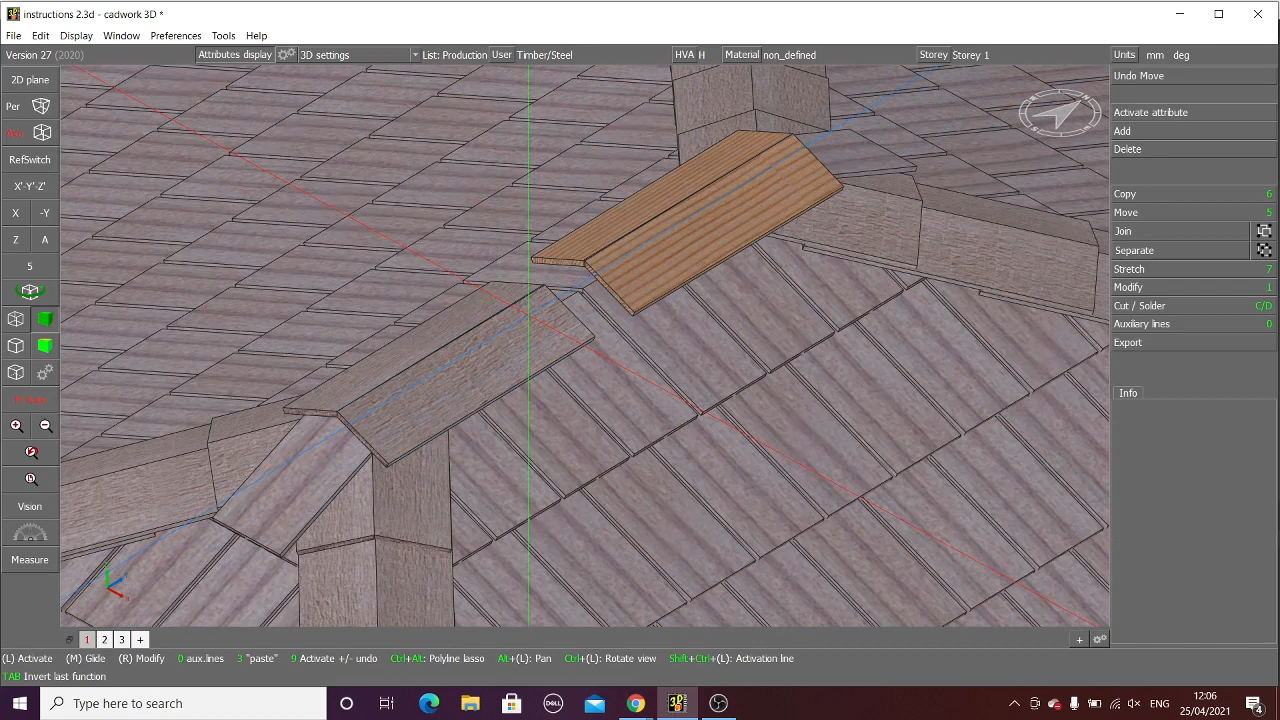 instructions 2.3d - cadwork 3D *
File Edit Display Window Preferences Tools Help
Version 27 (2020) Attributes display 3D settings List: Production User Timber/Steel HVA H Material non_defined Storey Storey 1 Units mm deg
2D plane
Per
Axo
RefSwitch
X'-Y'-Z'
X -Y
Z A
5
Vision
Measure
Undo Move
Activate attribute
Add
Delete
Copy 6
Move 5
Join
Separate
Stretch 7
Modify 1
Cut / Solder C/D
Auxiliary lines 0
Export
Info
1 2 3 + +
(L) Activate (M) Glide (R) Modify 0 aux.lines 3 "paste" 9 Activate +/- undo Ctrl+Alt: Polyline lasso Alt+(L): Pan Ctrl+(L): Rotate view Shift+Ctrl+(L): Activation line
TAB Invert last function
Type here to search
DELL
3D
ENG
12:06
25/04/2021
4